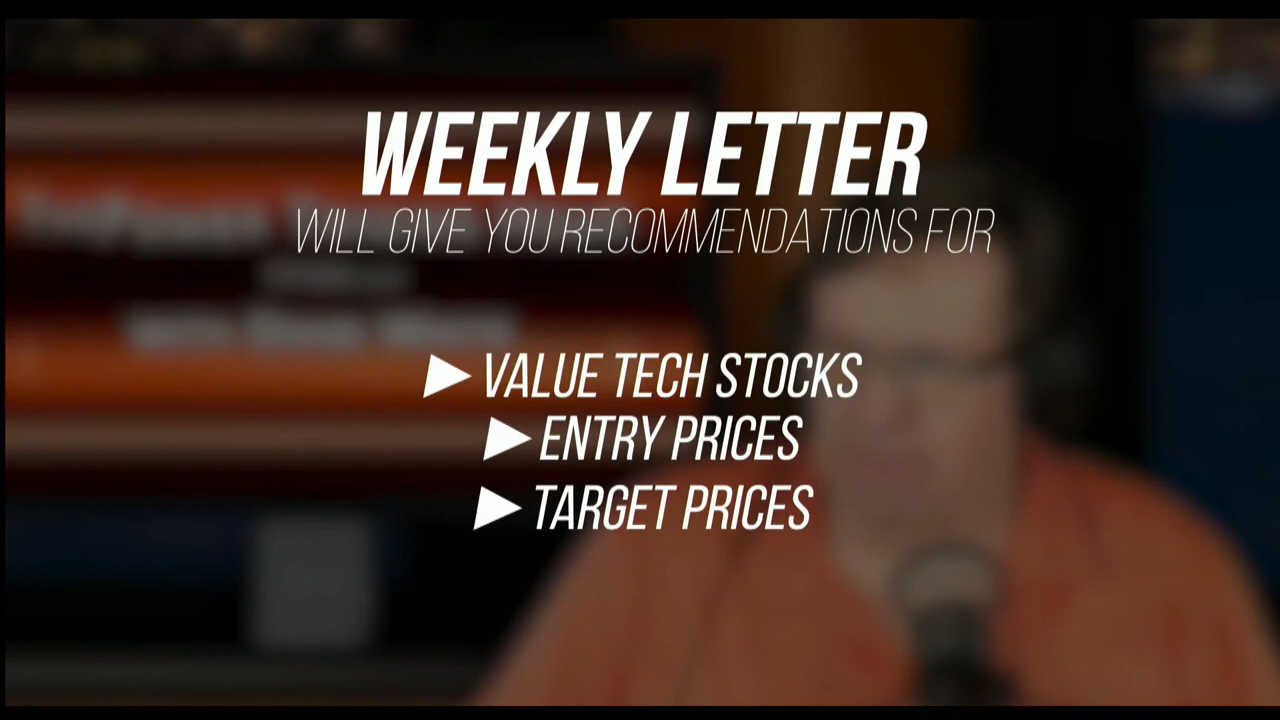 WEEKLY LETTER
WILL GIVE YOU RECOMMENDATIONS FOR
▶ VALUE TECH STOCKS
▶ ENTRY PRICES
▶ TARGET PRICES